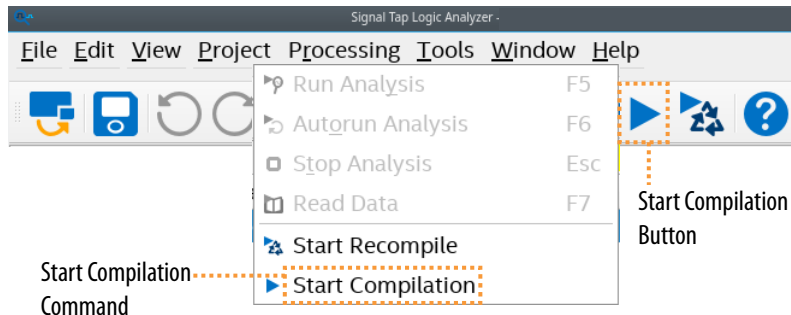 Signal Tap Logic Analyzer -
File Edit View Project Processing Tools Window Help
Run Analysis F5
Autorun Analysis F6
Stop Analysis Esc
Read Data F7
Start Recompile
Start Compilation
Start Compilation
Button
Start Compilation
Command